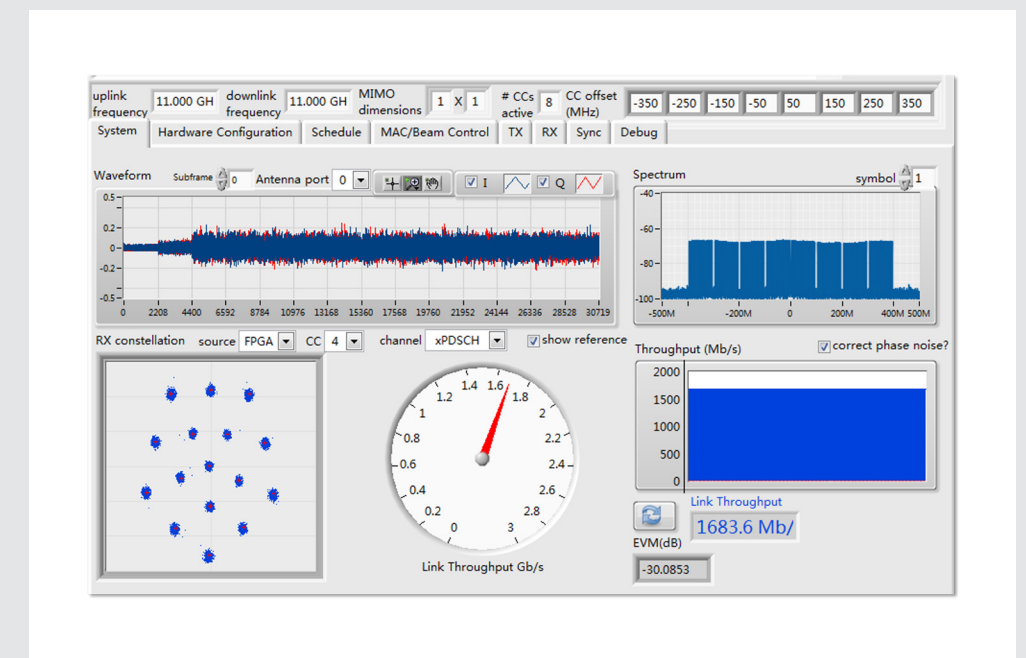 uplink frequency 11.000 GH downlink frequency 11.000 GH MIMO dimensions 1 X 1 # CCs active 8 CC offset (MHz) -350 -250 -150 -50 50 150 250 350
System Hardware Configuration Schedule MAC/Beam Control TX RX Sync Debug
Waveform Subframe 0 Antenna port 0 I Q
0.5
0.2
0
-0.2
-0.5
0 2208 4400 6592 8784 10976 13168 15360 17568 19760 21952 24144 26336 28528 30719
Spectrum symbol 1
-40
-60
-80
-100
-500M -200M 0 200M 400M 500M
RX constellation source FPGA CC 4 channel xPDSCH show reference
0 0.2 0.4 0.6 0.8 1 1.2 1.4 1.6 1.8 2 2.2 2.4 2.6 2.8 3
Link Throughput Gb/s
Throughput (Mb/s) correct phase noise?
2000
1500
1000
500
0
Link Throughput
1683.6 Mb/
EVM(dB)
-30.0853